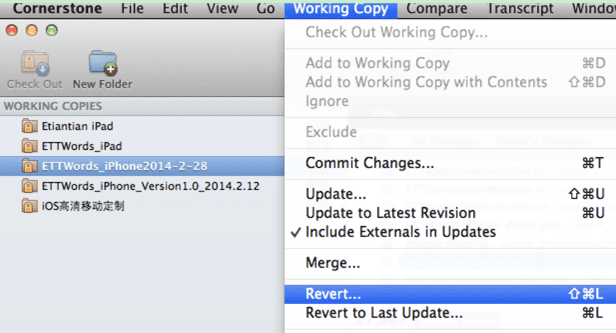 Cornerstone File Edit View Go Working Copy Compare Transcript Window
Check Out New Folder
WORKING COPIES
Etiantian iPad
ETTWords_iPad
ETTWords_iPhone2014-2-28
ETTWords_iPhone_Version1.0_2014.2.12
iOS高清移动定制
Check Out Working Copy...
Add to Working Copy ⌘D
Add to Working Copy with Contents ⇧⌘D
Ignore
Exclude
Commit Changes... ⌘T
Update... ⇧⌘U
Update to Latest Revision ⌘U
✓ Include Externals in Updates
Merge...
Revert... ⇧⌘L
Revert to Last Update... ⌘L